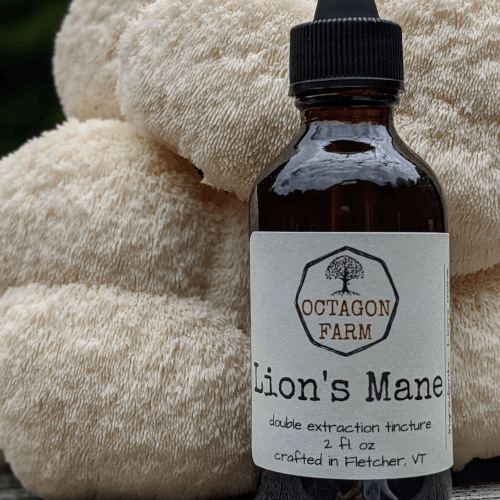 OCTAGON
FARM
Lion's Mane
double extraction tincture
2 fl. oz
crafted in Fletcher, VT